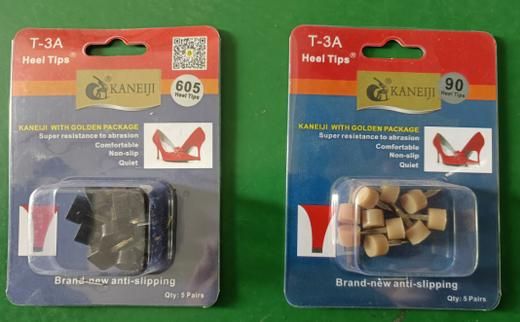 T-3A
Heel Tips®
KANEIJI
605
Heel Tips
KANEIJI WITH GOLDEN PACKAGE
Super resistance to abrasion
Comfortable
Non-slip
Quiet
Brand-new anti-slipping
Qty: 5 Pairs
T-3A
Heel Tips®
KANEIJI
90
Heel Tips
KANEIJI WITH GOLDEN PACKAGE
Super resistance to abrasion
Comfortable
Non-slip
Quiet
Brand-new anti-slipping
Qty: 5 Pairs